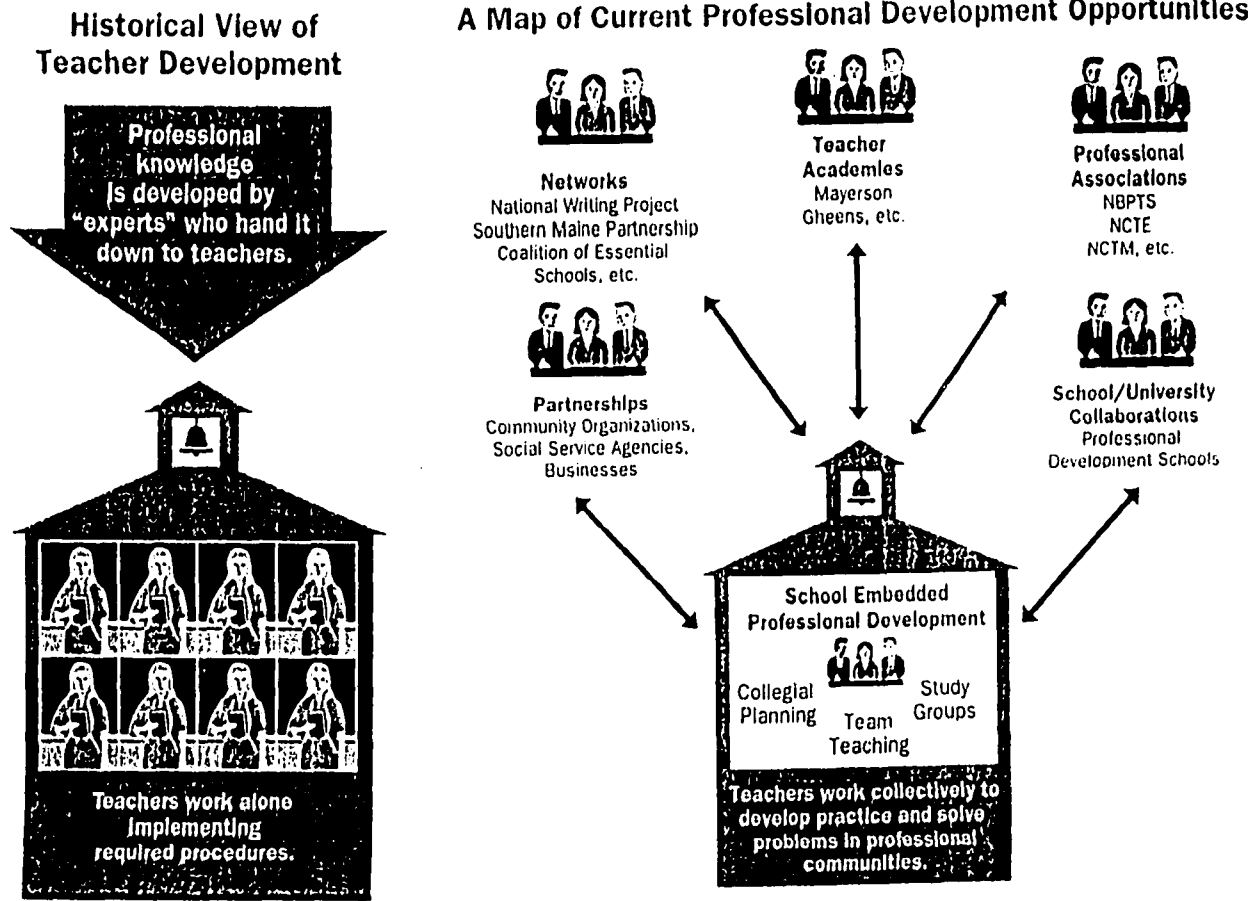 Historical View of
Teacher Development
Professional
knowledge
is developed by
"experts" who hand it
down to teachers.
Teachers work alone
implementing
required procedures.
A Map of Current Professional Development Opportunities
Networks
National Writing Project
Southern Maine Partnership
Coalition of Essential
Schools, etc.
Teacher
Academies
Mayerson
Gheens, etc.
Professional
Associations
NBPTS
NCTE
NCTM, etc.
Partnerships
Community Organizations,
Social Service Agencies,
Businesses
School/University
Collaborations
Professional
Development Schools
School Embedded
Professional Development
Collegial
Planning
Team
Teaching
Study
Groups
Teachers work collectively to
develop practice and solve
problems in professional
communities.